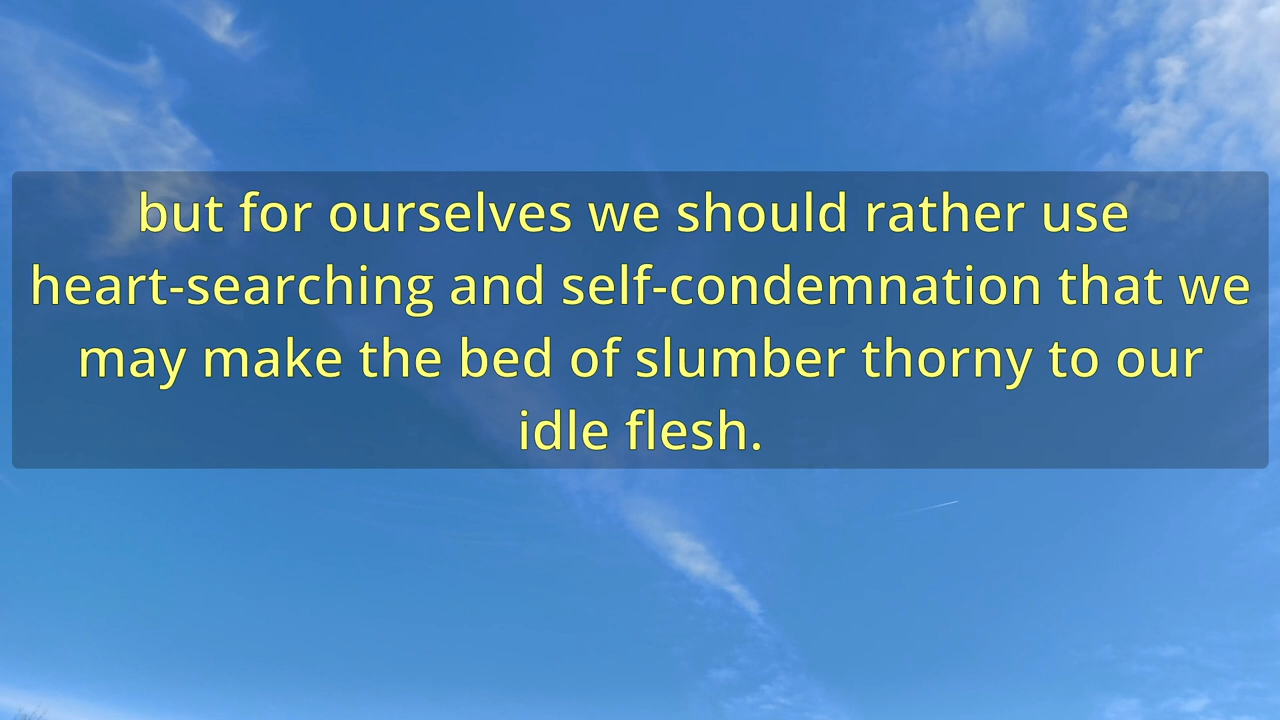 but for ourselves we should rather use
heart-searching and self-condemnation that we
may make the bed of slumber thorny to our
idle flesh.